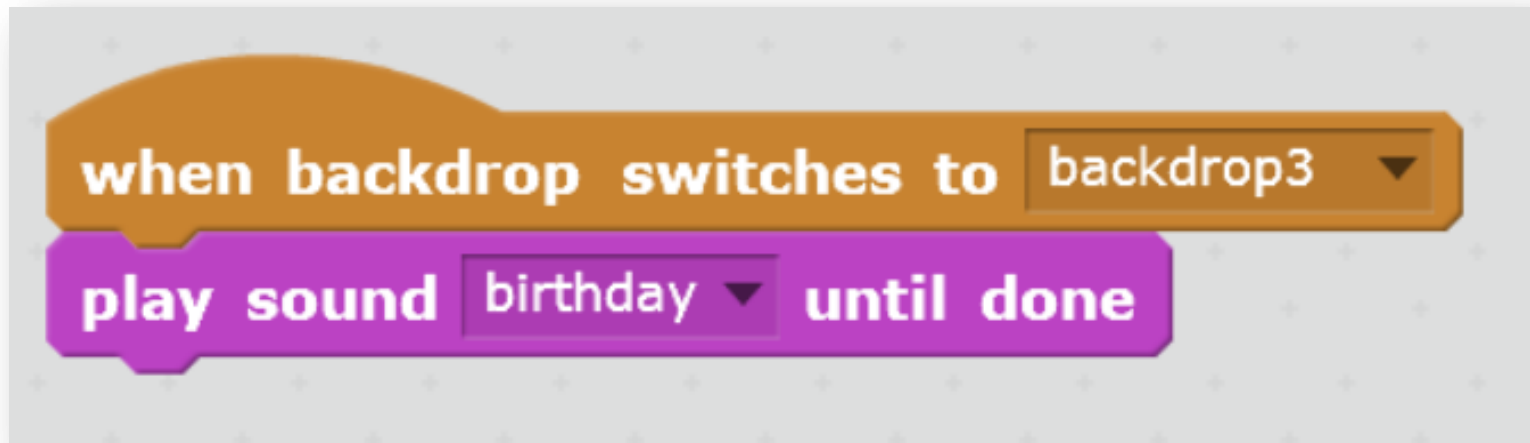 when backdrop switches to backdrop3
play sound birthday until done